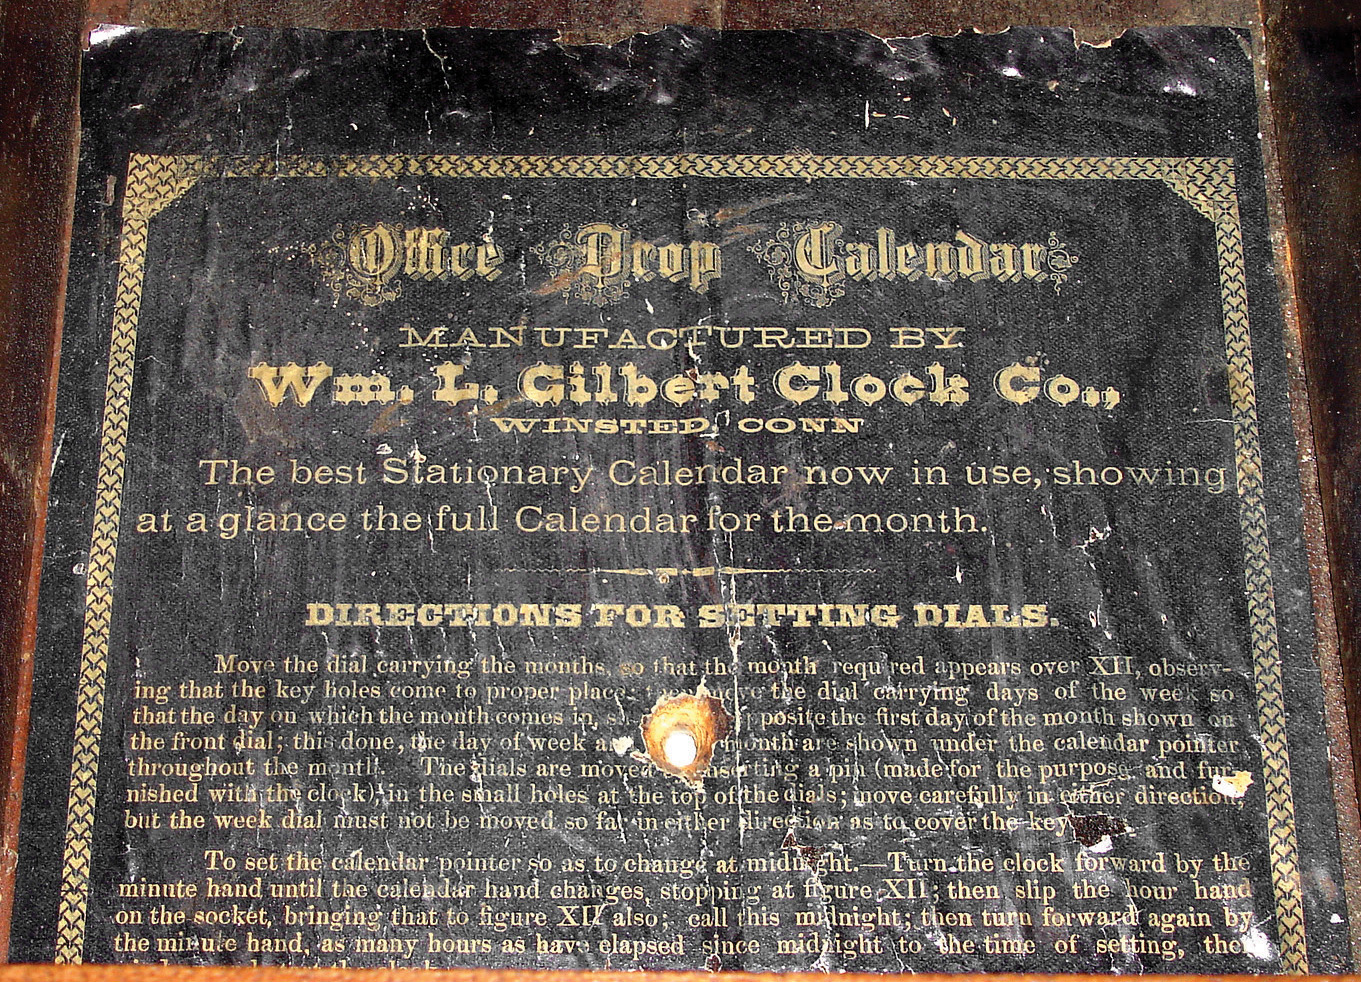 Office Drop Calendar
MANUFACTURED BY
Wm. L. Gilbert Clock Co.,
WINSTED, CONN
The best Stationary Calendar now in use, showing
at a glance the full Calendar for the month.
DIRECTIONS FOR SETTING DIALS.
Move the dial carrying the months, so that the month required appears over XII, observ-
ing that the key holes come to proper place; move the dial carrying days of the week so
that the day on which the month comes in, posite the first day of the month shown on
the front dial; this done, the day of week month are shown under the calendar pointer
throughout the month. The dials are moved inserting a pin (made for the purpose and fur-
nished with the clock), in the small holes at the top of the dials; move carefully in either direction,
but the week dial must not be moved so far in either direction as to cover the key
To set the calendar pointer so as to change at midnight.—Turn the clock forward by the
minute hand until the calendar hand changes, stopping at figure XII; then slip the hour hand
on the socket, bringing that to figure XII also; call this midnight; then turn forward again by
the minute hand, as many hours as have elapsed since midnight to the time of setting, then